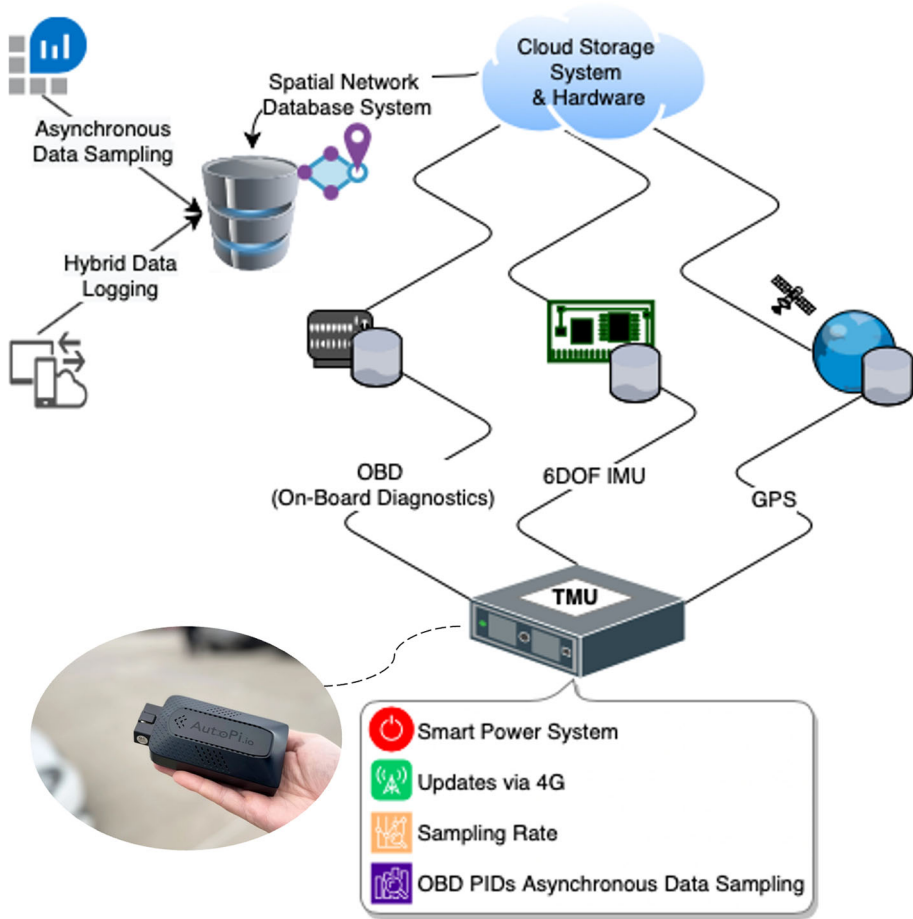 Cloud Storage
System
& Hardware
Spatial Network
Database System
Asynchronous
Data Sampling
Hybrid Data
Logging
OBD
(On-Board Diagnostics)
6DOF IMU
GPS
TMU
AutoPi.io
Smart Power System
Updates via 4G
Sampling Rate
OBD PIDs Asynchronous Data Sampling